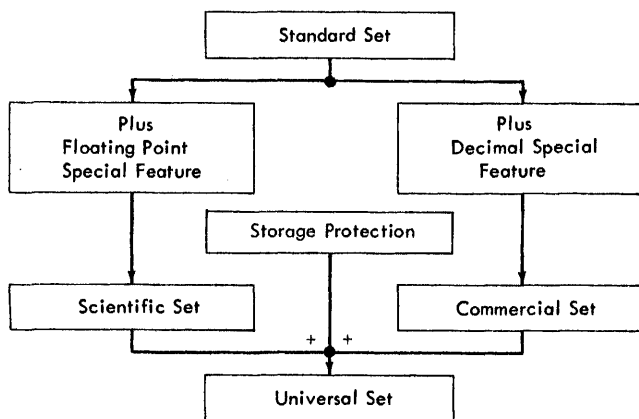 Standard Set
Plus
Floating Point
Special Feature
Plus
Decimal Special
Feature
Storage Protection
Scientific Set
Commercial Set
+ +
Universal Set